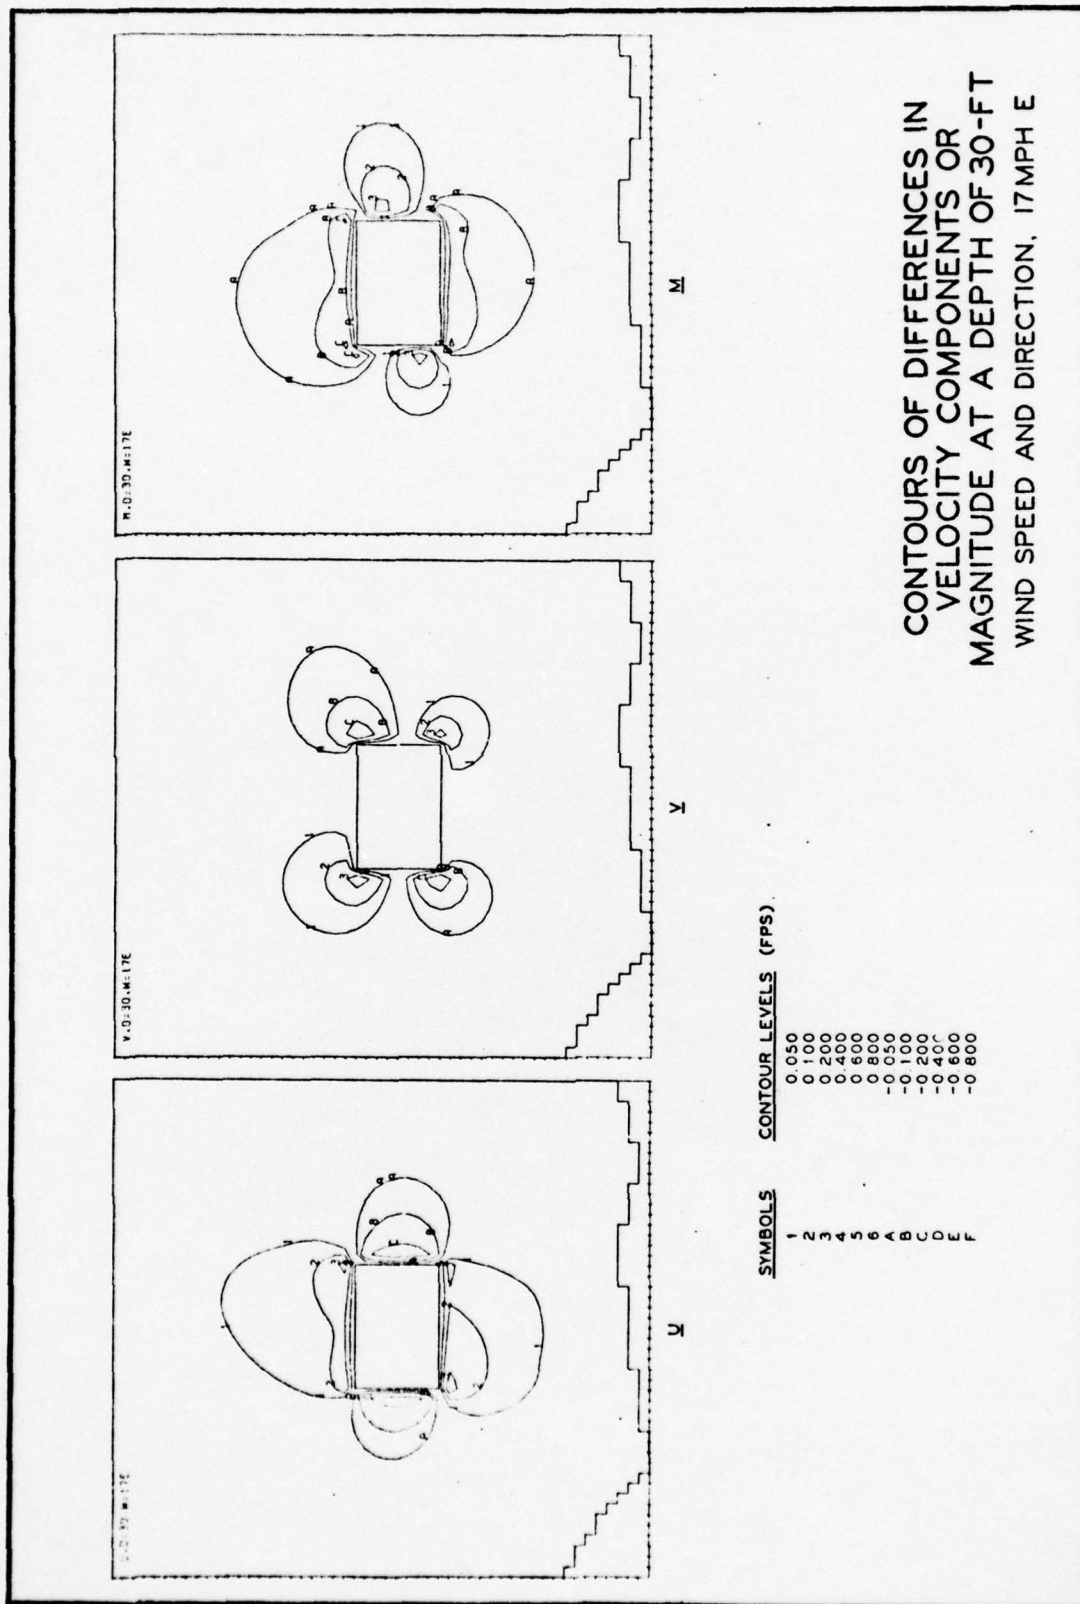 U.D=30.W=17E
V.D=30.W=17E
M.D=30.W=17E
U
V
M
SYMBOLS CONTOUR LEVELS (FPS)
1 0.050
2 0.100
3 0.200
4 0.400
5 0.600
6 0.800
A -0.050
B -0.100
C -0.200
D -0.400
E -0.600
F -0.800
CONTOURS OF DIFFERENCES IN
VELOCITY COMPONENTS OR
MAGNITUDE AT A DEPTH OF 30-FT
WIND SPEED AND DIRECTION, 17MPH E